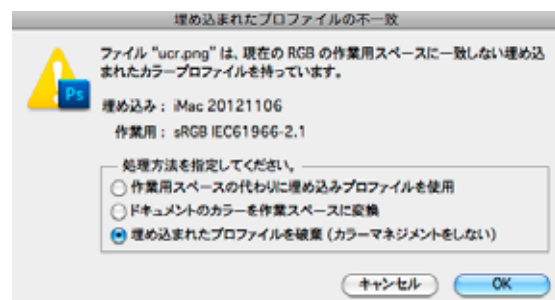 埋め込まれたプロファイルの不一致
ファイル "ucr.png" は、現在の RGB の作業用スペースに一致しない埋め込
まれたカラープロファイルを持っています。
Ps
埋め込み： iMac 20121106
作業用： sRGB IEC61966-2.1
処理方法を指定してください。
作業用スペースの代わりに埋め込みプロファイルを使用
ドキュメントのカラーを作業スペースに変換
埋め込まれたプロファイルを破棄 (カラーマネジメントをしない)
キャンセル OK